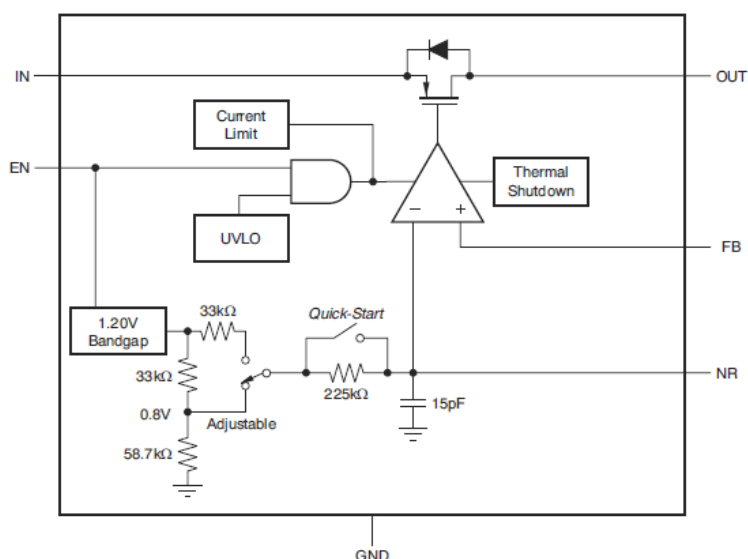 IN
OUT
Current
Limit
EN
Thermal
Shutdown
− +
UVLO
FB
33kΩ
Quick-Start
1.20V
Bandgap
NR
33kΩ
225kΩ
15pF
0.8V
Adjustable
58.7kΩ
GND